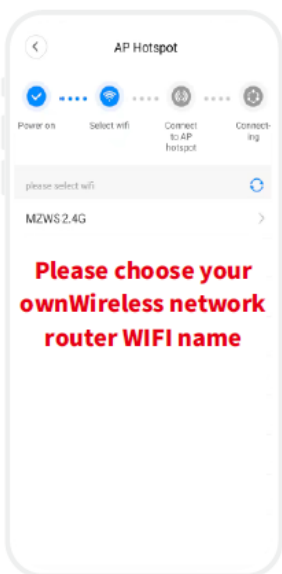 AP Hotspot
Power on
Select wifi
Connect
to AP
hotspot
Connect-
ing
please select wifi
MZWS 2.4G
Please choose your
ownWireless network
router WIFI name